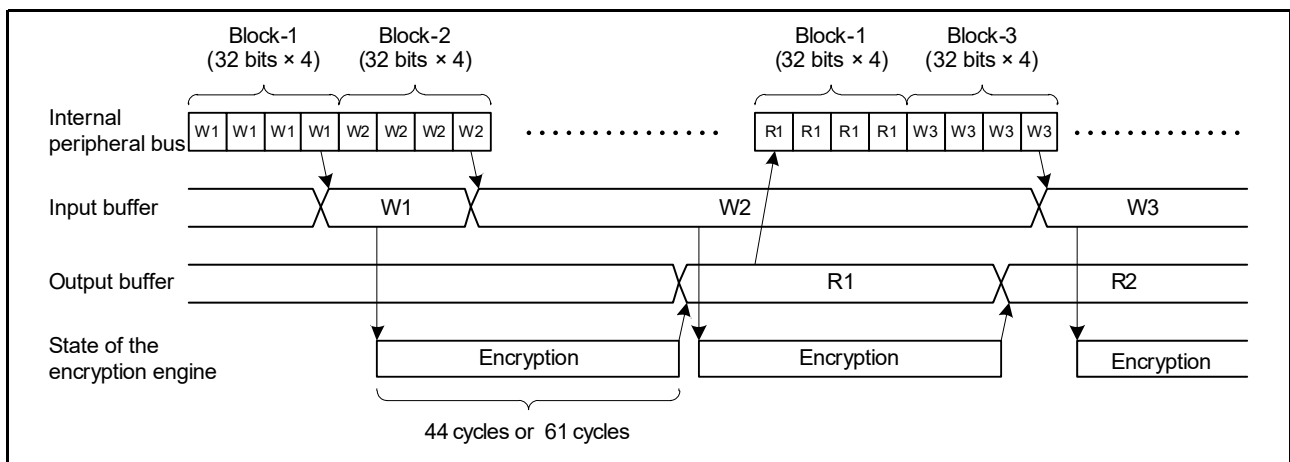 Block-1 Block-2 Block-1 Block-3
(32 bits × 4) (32 bits × 4) (32 bits × 4) (32 bits × 4)
Internal
peripheral bus
W1 W1 W1 W1 W2 W2 W2 W2 R1 R1 R1 R1 W3 W3 W3 W3
Input buffer W1 W2 W3
Output buffer R1 R2
State of the
encryption engine
Encryption Encryption Encryption
44 cycles or 61 cycles